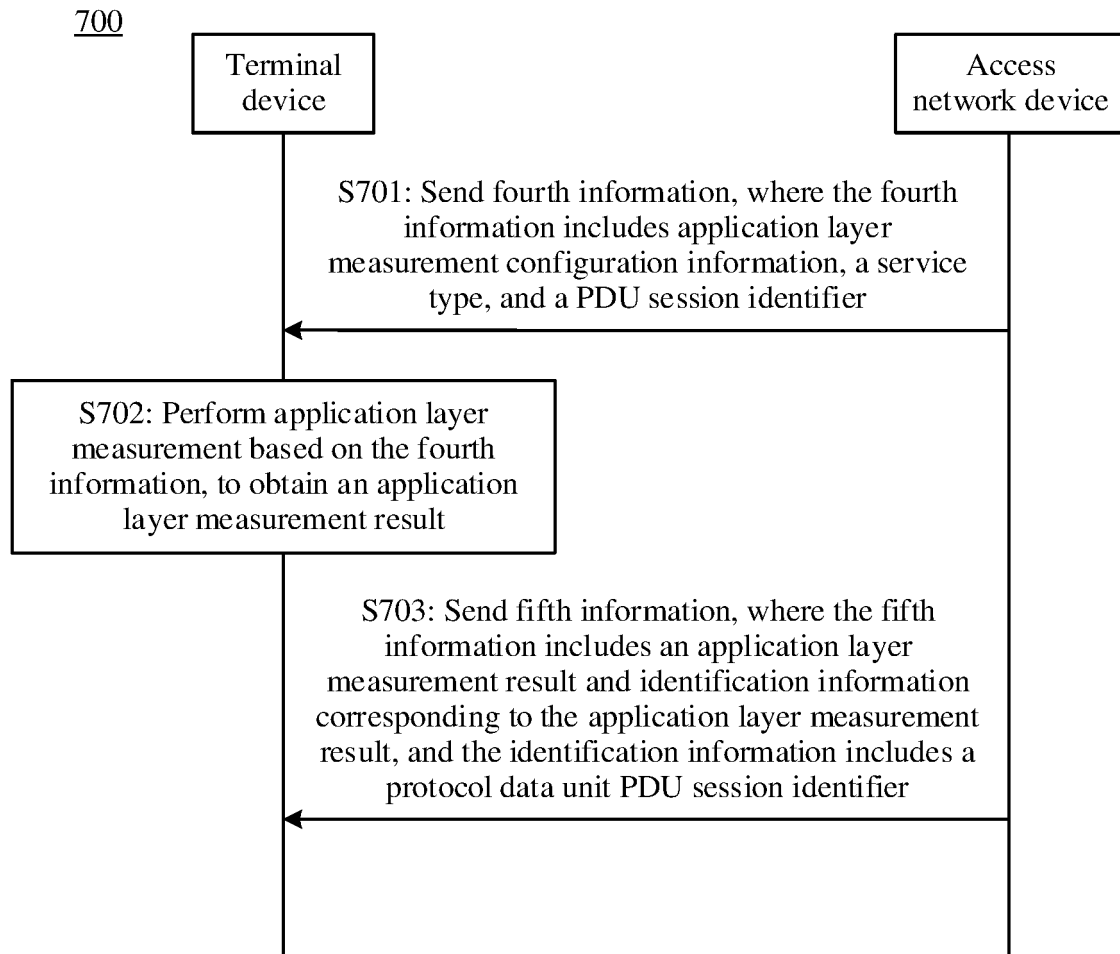 700
Terminal
device
Access
network device
S701: Send fourth information, where the fourth
information includes application layer
measurement configuration information, a service
type, and a PDU session identifier
S702: Perform application layer
measurement based on the fourth
information, to obtain an application
layer measurement result
S703: Send fifth information, where the fifth
information includes an application layer
measurement result and identification information
corresponding to the application layer measurement
result, and the identification information includes a
protocol data unit PDU session identifier